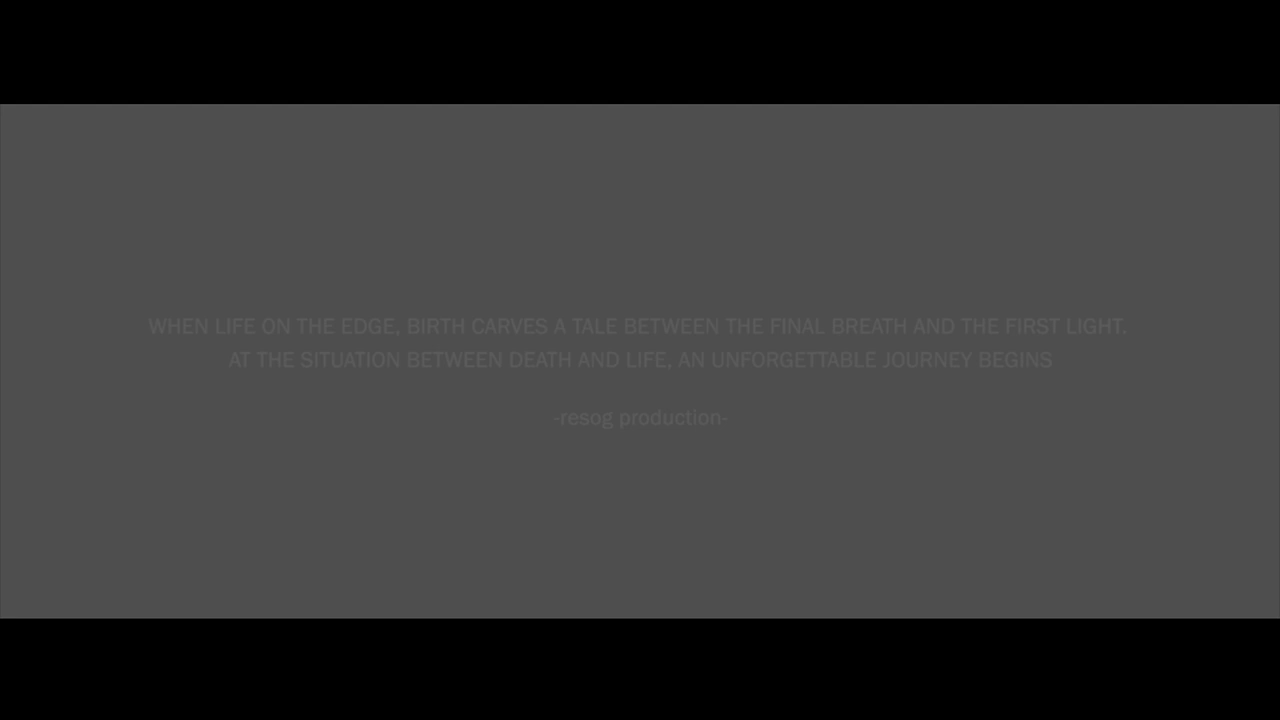 WHEN LIFE ON THE EDGE, BIRTH CARVES A TALE BETWEEN THE FINAL BREATH AND THE FIRST LIGHT.
AT THE SITUATION BETWEEN DEATH AND LIFE, AN UNFORGETTABLE JOURNEY BEGINS
-resog production-